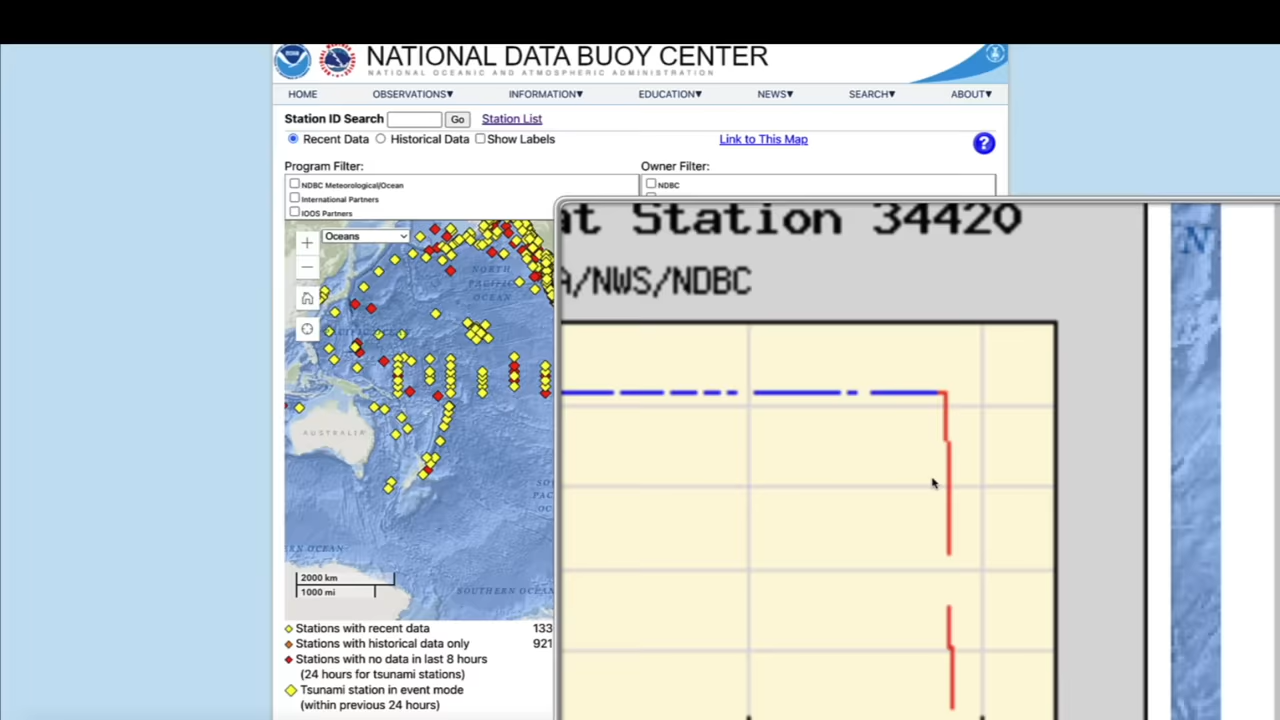 NATIONAL DATA BUOY CENTER
NATIONAL OCEANIC AND ATMOSPHERIC ADMINISTRATION
HOME OBSERVATIONS▾ INFORMATION▾ EDUCATION▾ NEWS▾ SEARCH▾ ABOUT▾
Station ID Search Go Station List
Recent Data Historical Data Show Labels Link to This Map ?
Program Filter: Owner Filter:
NDBC Meteorological/Ocean NDBC
International Partners
IOOS Partners
at Station 34420
A/NWS/NDBC
N
+ Oceans
−
NORTH
PACIFIC
OCEAN
AUSTRALIA
SOUTHERN OCEAN
2000 km
1000 mi
Stations with recent data 133
Stations with historical data only 921
Stations with no data in last 8 hours
(24 hours for tsunami stations)
Tsunami station in event mode
(within previous 24 hours)